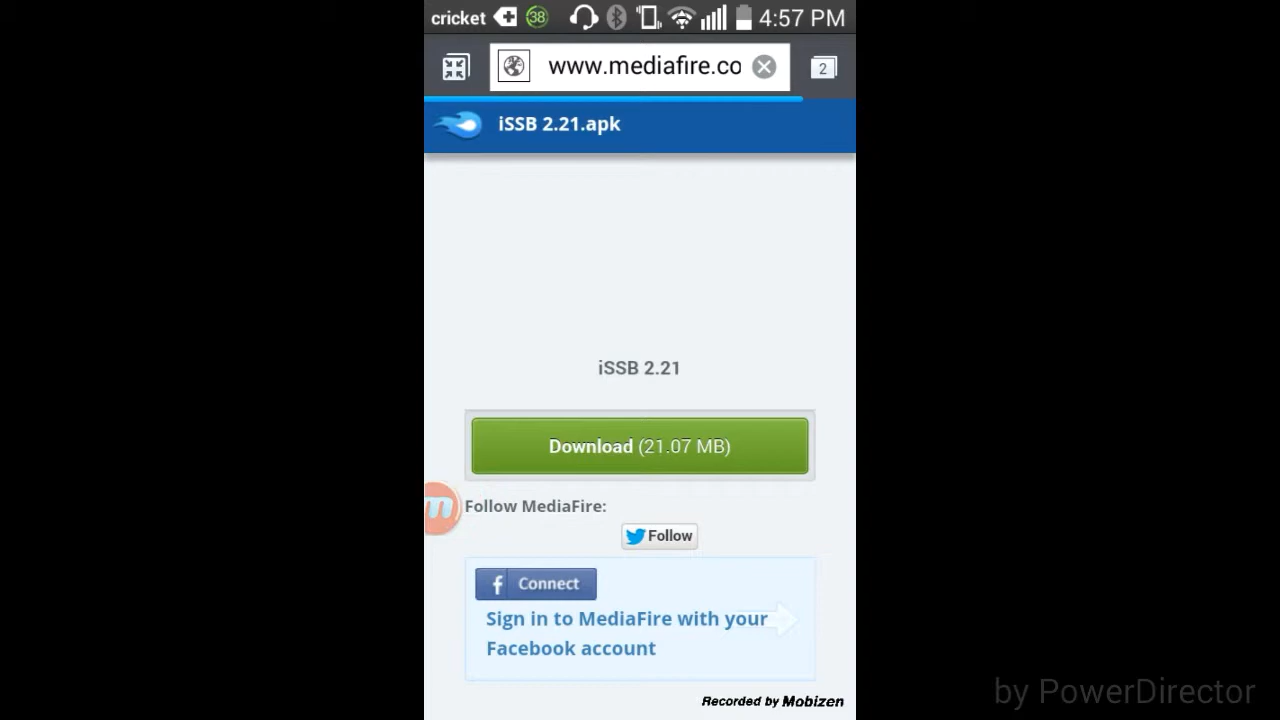 cricket 38 4:57 PM
www.mediafire.co 2
iSSB 2.21.apk
iSSB 2.21
Download (21.07 MB)
m
Follow MediaFire:
Follow
f Connect
Sign in to MediaFire with your
Facebook account
Recorded by Mobizen
by PowerDirector